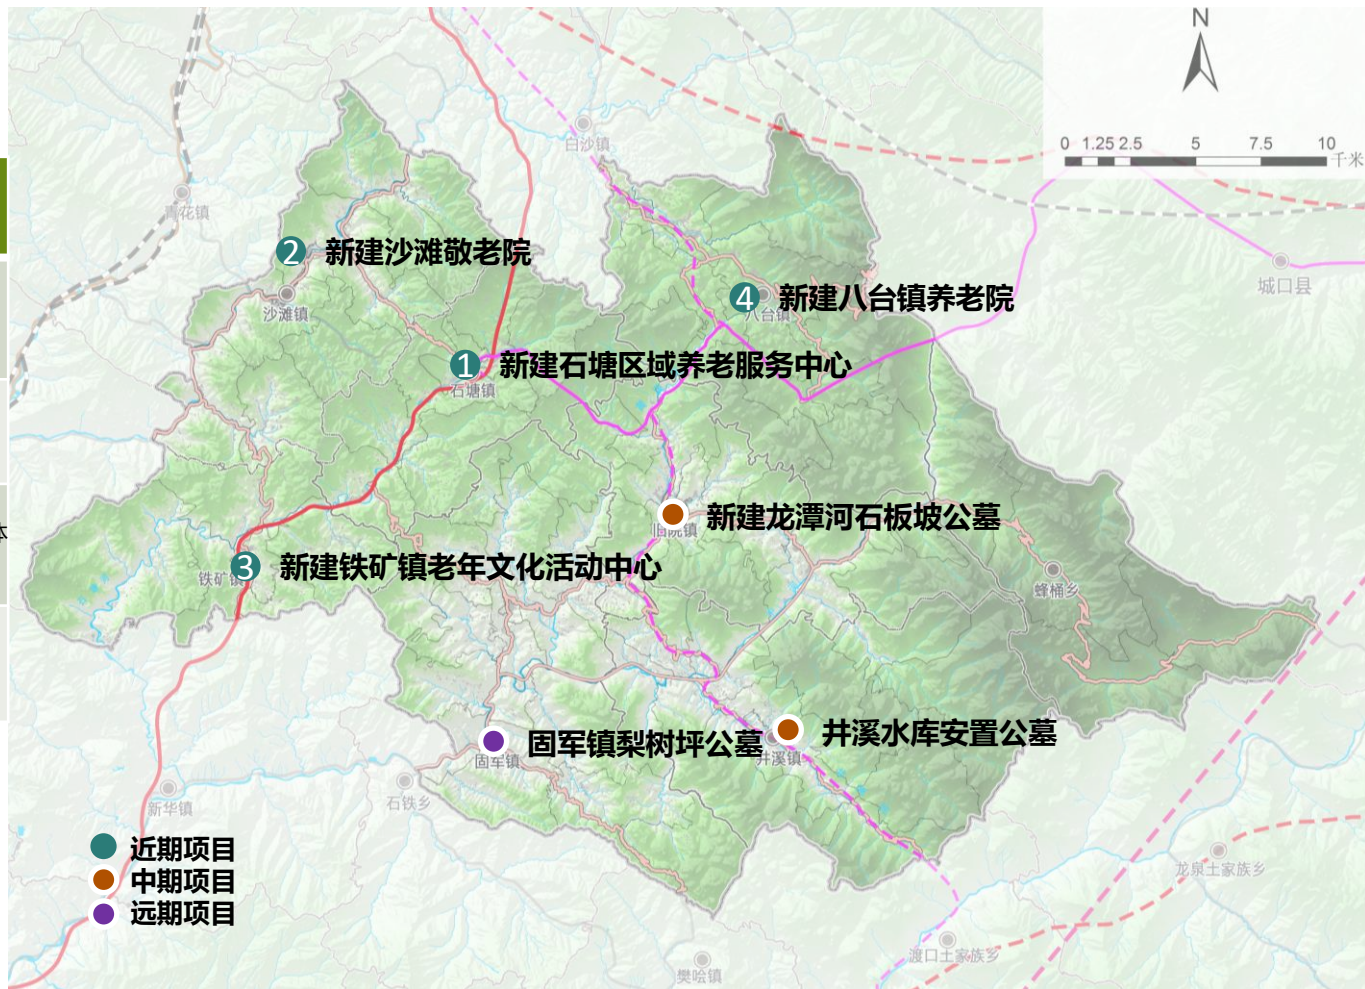 N
0 1.25 2.5 5 7.5 10
千米
白沙镇
青花镇
2 新建沙滩敬老院
沙滩镇
城口县
4 新建八台镇养老院
八台镇
1 新建石塘区域养老服务中心
石塘镇
新建龙潭河石板坡公墓
旧院镇
体
3 新建铁矿镇老年文化活动中心
铁矿镇
蜂桶乡
井溪水库安置公墓
井溪镇
固军镇梨树坪公墓
固军镇
石铁乡
新华镇
近期项目
中期项目
远期项目
龙泉土家族乡
渡口土家族乡
樊哙镇